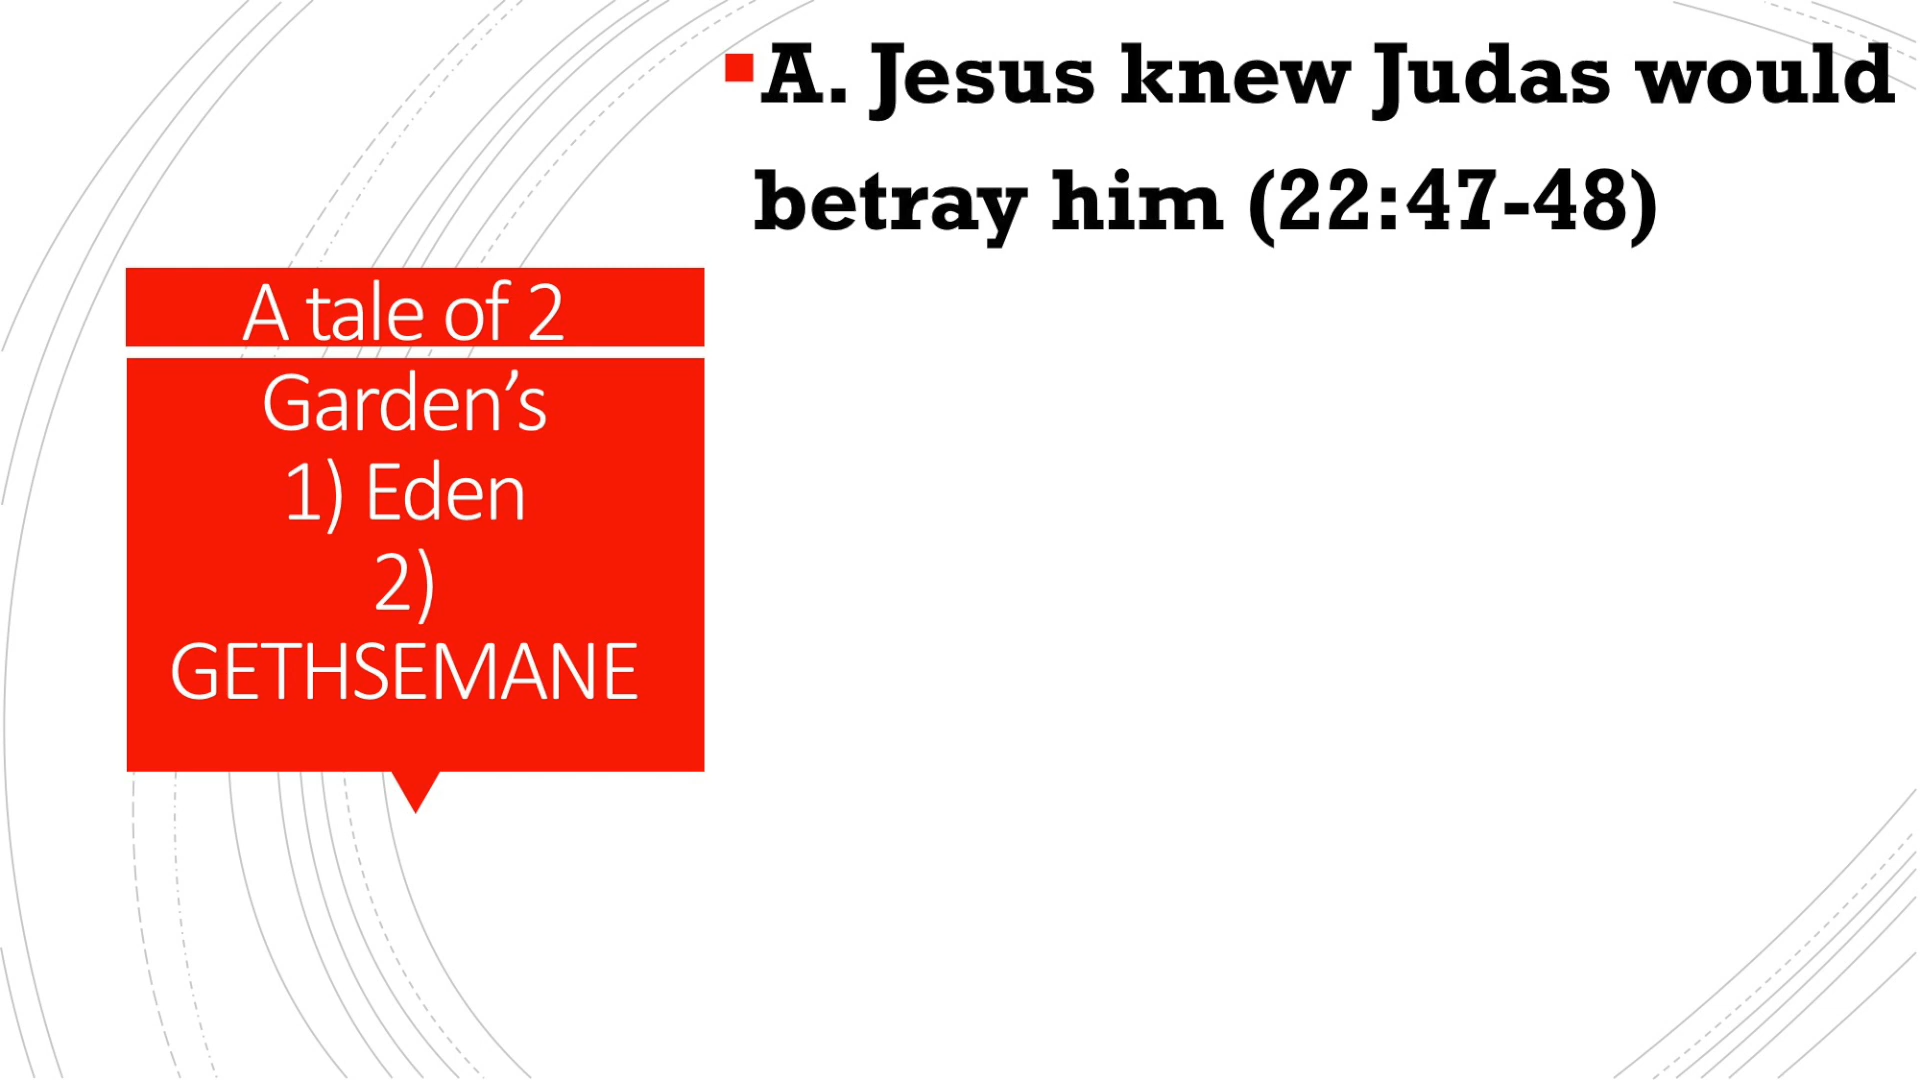 A. Jesus knew Judas would
betray him (22:47-48)
A tale of 2
Garden’s
1) Eden
2)
GETHSEMANE